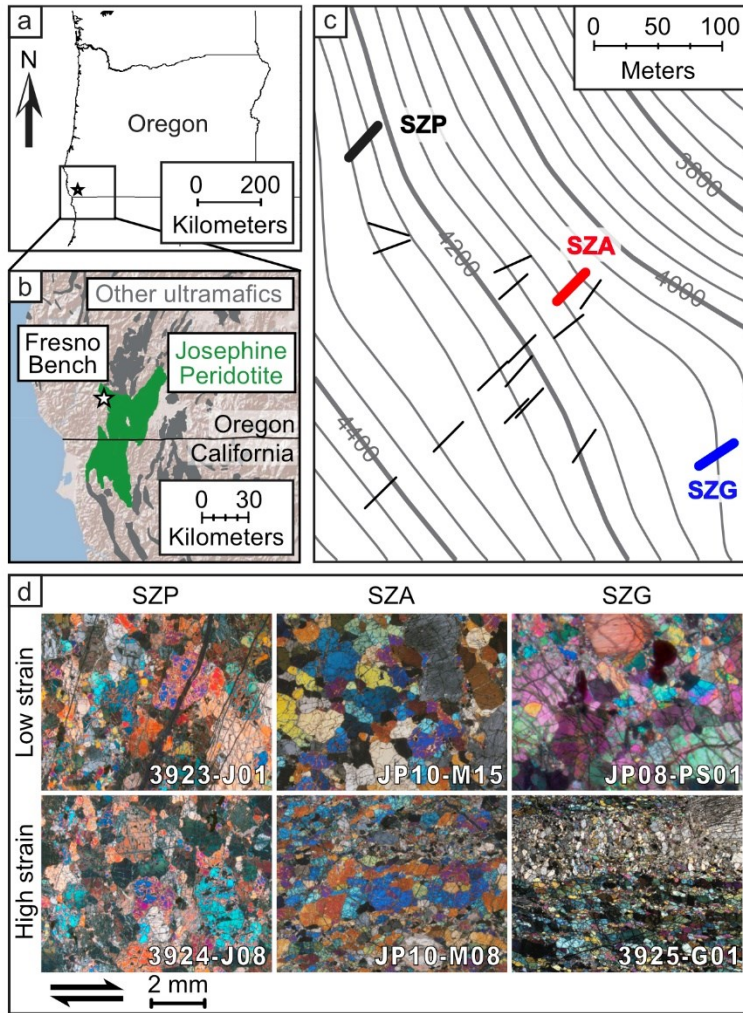 a
N
Oregon
0 200
Kilometers
b
Other ultramafics
Fresno
Bench
Josephine
Peridotite
Oregon
California
0 30
Kilometers
c
0 50 100
Meters
SZP
3800
SZA
4200
4000
4400
SZG
d
SZP SZA SZG
Low strain
3923-J01 JP10-M15 JP08-PS01
High strain
3924-J08 JP10-M08 3925-G01
2 mm